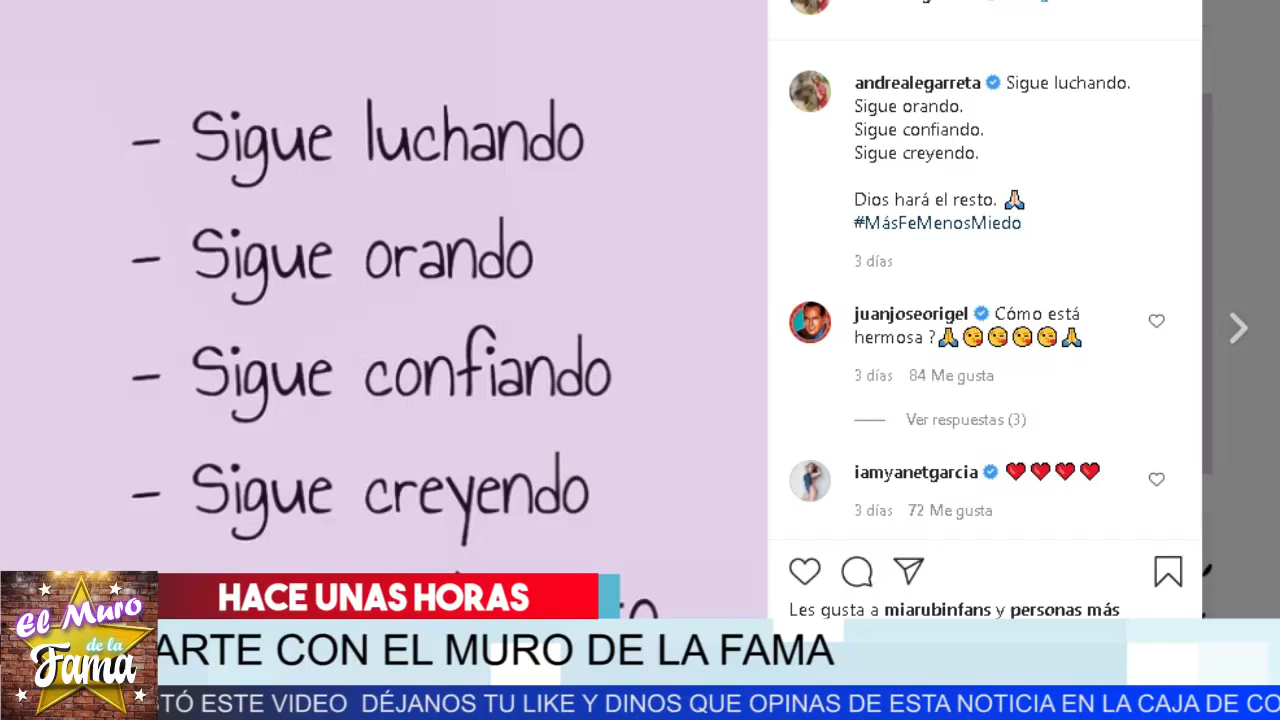 - Sigue luchando
- Sigue orando
- Sigue confiando
- Sigue creyendo
andrealegarreta Sigue luchando.
Sigue orando.
Sigue confiando.
Sigue creyendo.
Dios hará el resto. 🙏🏼
#MásFeMenosMiedo
3 días
juanjoseorigel Cómo está
hermosa ?🙏😘😘😘😘🙏
3 días 84 Me gusta
Ver respuestas (3)
iamyanetgarcia ❤️❤️❤️❤️
3 días 72 Me gusta
Les gusta a miarubinfans y personas más
HACE UNAS HORAS
El Muro
de la
Fama
ARTE CON EL MURO DE LA FAMA
TÓ ESTE VIDEO DÉJANOS TU LIKE Y DINOS QUE OPINAS DE ESTA NOTICIA EN LA CAJA DE CO